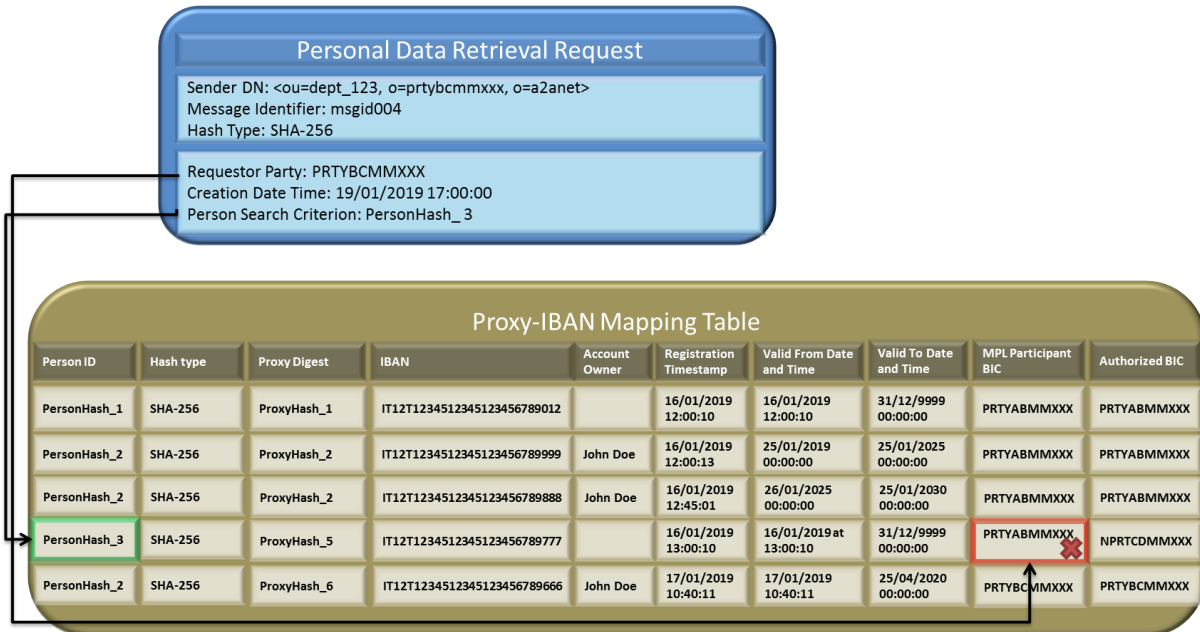 Personal Data Retrieval Request
Sender DN: <ou=dept_123, o=prtybcmmxxx, o=a2anet>
Message Identifier: msgid004
Hash Type: SHA-256
Requestor Party: PRTYBCMMXXX
Creation Date Time: 19/01/2019 17:00:00
Person Search Criterion: PersonHash_ 3
Proxy-IBAN Mapping Table
Person ID
Hash type
Proxy Digest
IBAN
Account
Owner
Registration
Timestamp
Valid From Date
and Time
Valid To Date
and Time
MPL Participant
BIC
Authorized BIC
PersonHash_1
SHA-256
ProxyHash_1
IT12T1234512345123456789012
16/01/2019
12:00:10
16/01/2019
12:00:10
31/12/9999
00:00:00
PRTYABMMXXX
PRTYABMMXXX
PersonHash_2
SHA-256
ProxyHash_2
IT12T1234512345123456789999
John Doe
16/01/2019
12:00:13
25/01/2019
00:00:00
25/01/2025
00:00:00
PRTYABMMXXX
PRTYABMMXXX
PersonHash_2
SHA-256
ProxyHash_2
IT12T1234512345123456789888
John Doe
16/01/2019
12:45:01
26/01/2025
00:00:00
25/01/2030
00:00:00
PRTYABMMXXX
PRTYABMMXXX
PersonHash_3
SHA-256
ProxyHash_5
IT12T1234512345123456789777
16/01/2019
13:00:10
16/01/2019 at
13:00:10
31/12/9999
00:00:00
PRTYABMMXXX
NPRTCDMMXXX
PersonHash_2
SHA-256
ProxyHash_6
IT12T1234512345123456789666
John Doe
17/01/2019
10:40:11
17/01/2019
10:40:11
25/04/2020
00:00:00
PRTYBCMMXXX
PRTYBCMMXXX